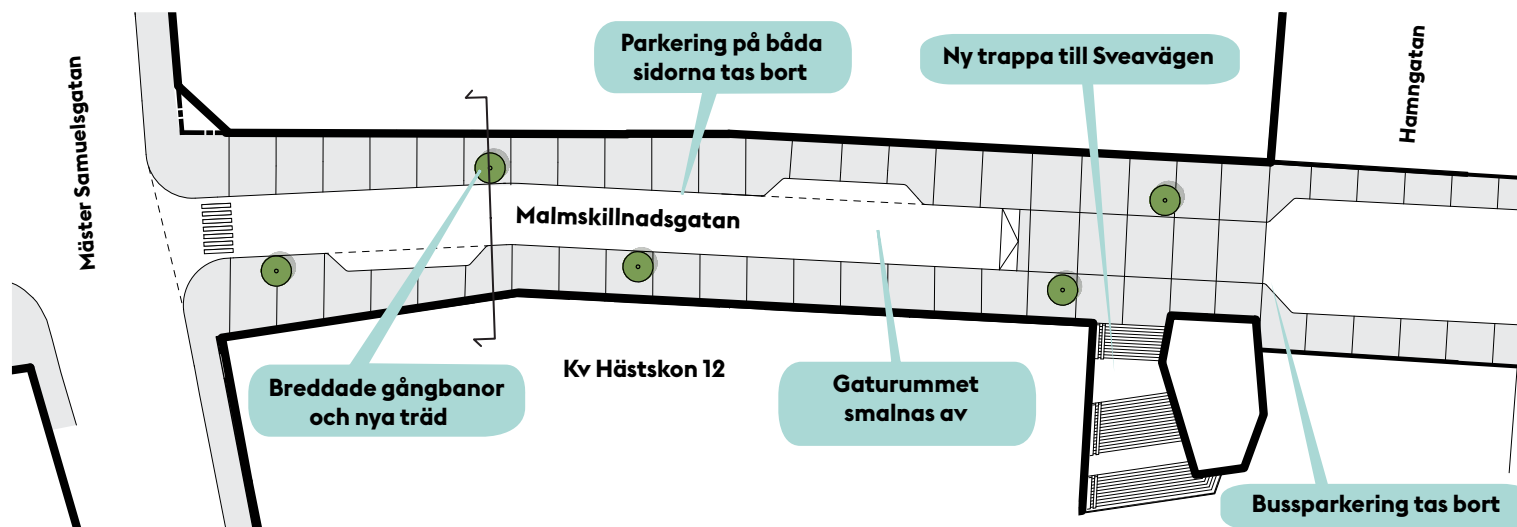 Mäster Samuelsgatan
Parkering på båda
sidorna tas bort
Ny trappa till Sveavägen
Hamngatan
Malmskillnadsgatan
Breddade gångbanor
och nya träd
Kv Hästskon 12
Gaturummet
smalnas av
Bussparkering tas bort